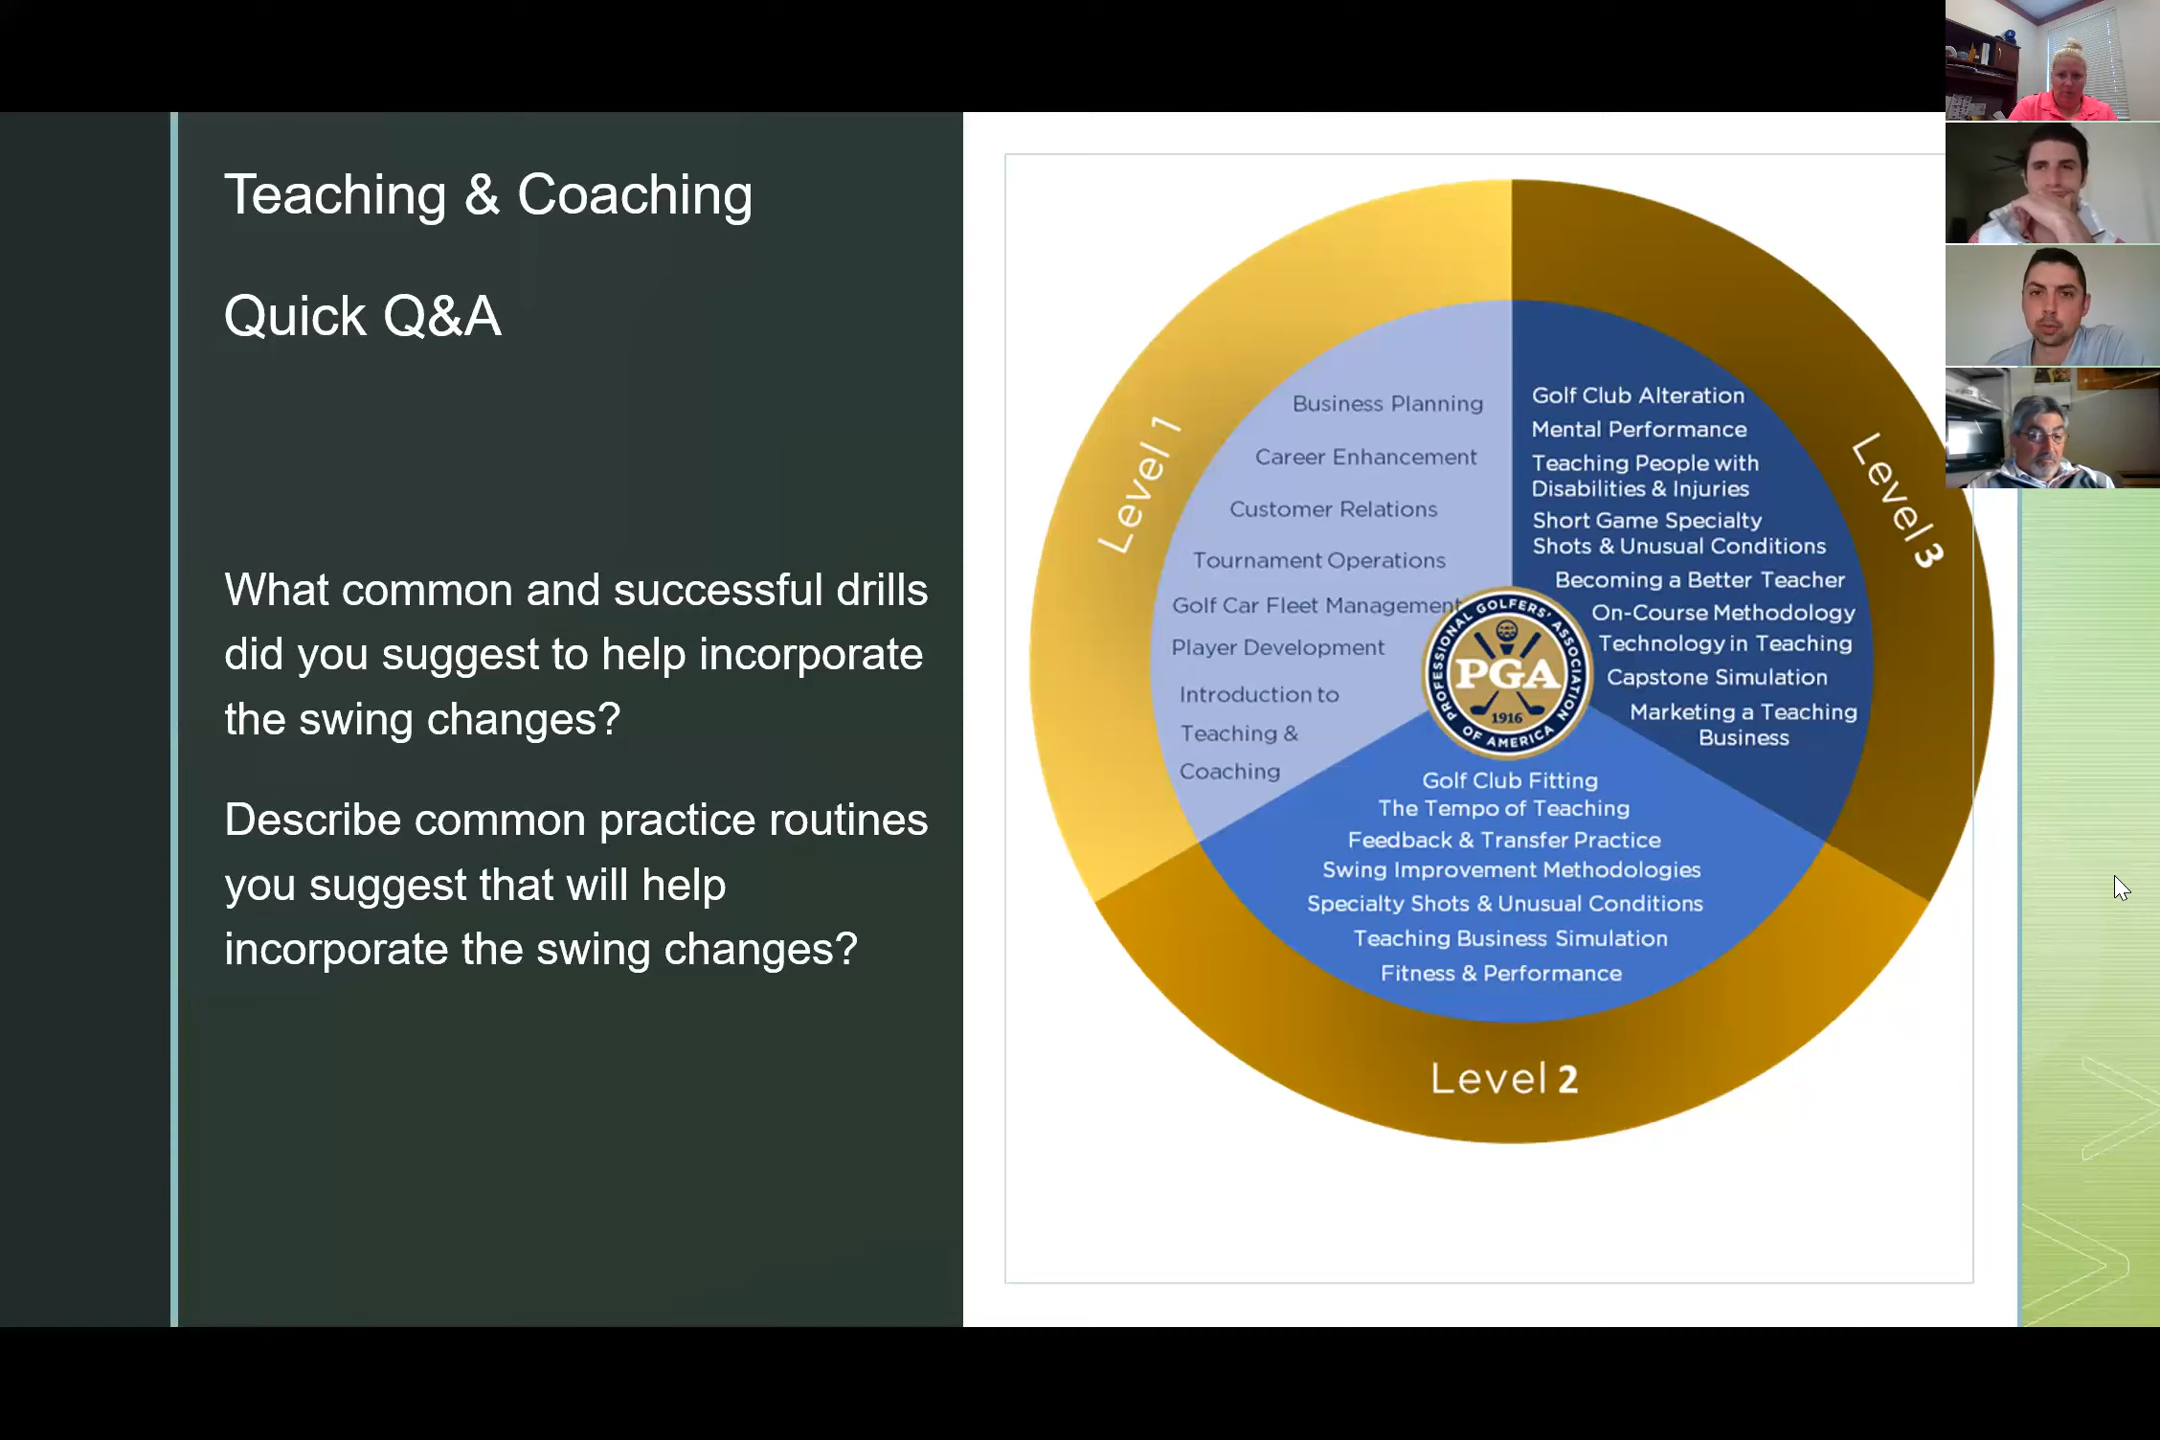 Teaching & Coaching
Quick Q&A
What common and successful drills
did you suggest to help incorporate
the swing changes?
Describe common practice routines
you suggest that will help
incorporate the swing changes?
Level 1
Business Planning
Career Enhancement
Customer Relations
Tournament Operations
Golf Car Fleet Management
Player Development
Introduction to
Teaching &
Coaching
Level 3
Golf Club Alteration
Mental Performance
Teaching People with
Disabilities & Injuries
Short Game Specialty
Shots & Unusual Conditions
Becoming a Better Teacher
On-Course Methodology
Technology in Teaching
Capstone Simulation
Marketing a Teaching
Business
PROFESSIONAL GOLFERS' ASSOCIATION
PGA
1916
OF AMERICA
Golf Club Fitting
The Tempo of Teaching
Feedback & Transfer Practice
Swing Improvement Methodologies
Specialty Shots & Unusual Conditions
Teaching Business Simulation
Fitness & Performance
Level 2